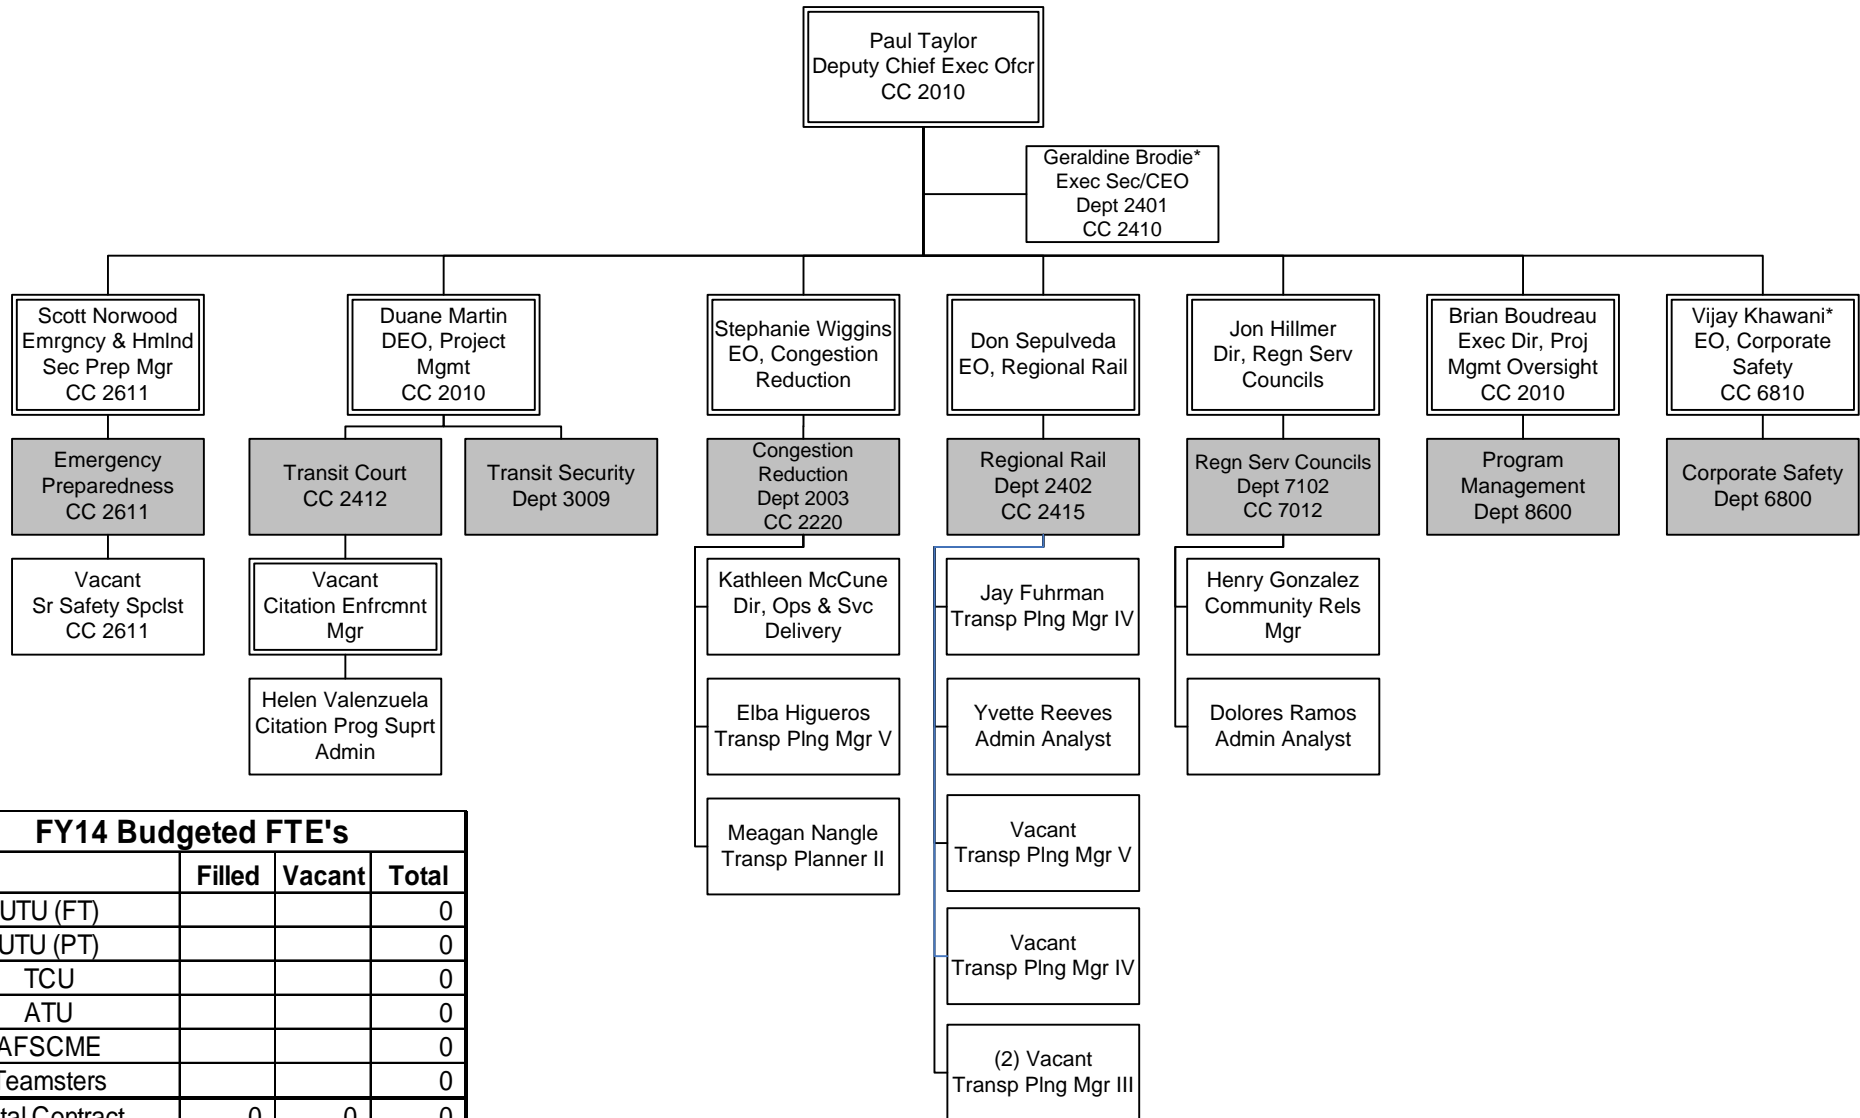 Paul Taylor
Deputy Chief Exec Ofcr
CC 2010
Geraldine Brodie*
Exec Sec/CEO
Dept 2401
CC 2410
Scott Norwood
Emrgncy & Hmlnd
Sec Prep Mgr
CC 2611
Duane Martin
DEO, Project
Mgmt
CC 2010
Stephanie Wiggins
EO, Congestion
Reduction
Don Sepulveda
EO, Regional Rail
Jon Hillmer
Dir, Regn Serv
Councils
Brian Boudreau
Exec Dir, Proj
Mgmt Oversight
CC 2010
Vijay Khawani*
EO, Corporate
Safety
CC 6810
Emergency
Preparedness
CC 2611
Transit Court
CC 2412
Transit Security
Dept 3009
Congestion
Reduction
Dept 2003
CC 2220
Regional Rail
Dept 2402
CC 2415
Regn Serv Councils
Dept 7102
CC 7012
Program
Management
Dept 8600
Corporate Safety
Dept 6800
Vacant
Sr Safety Spclst
CC 2611
Vacant
Citation Enfrcmnt
Mgr
Kathleen McCune
Dir, Ops & Svc
Delivery
Jay Fuhrman
Transp Plng Mgr IV
Henry Gonzalez
Community Rels
Mgr
Helen Valenzuela
Citation Prog Suprt
Admin
Elba Higueros
Transp Plng Mgr V
Yvette Reeves
Admin Analyst
Dolores Ramos
Admin Analyst
Meagan Nangle
Transp Planner II
Vacant
Transp Plng Mgr V
Vacant
Transp Plng Mgr IV
(2) Vacant
Transp Plng Mgr III
FY14 Budgeted FTE's
Filled Vacant Total
UTU (FT) 0
UTU (PT) 0
TCU 0
ATU 0
AFSCME 0
Teamsters 0
tal Contract 0 0 0